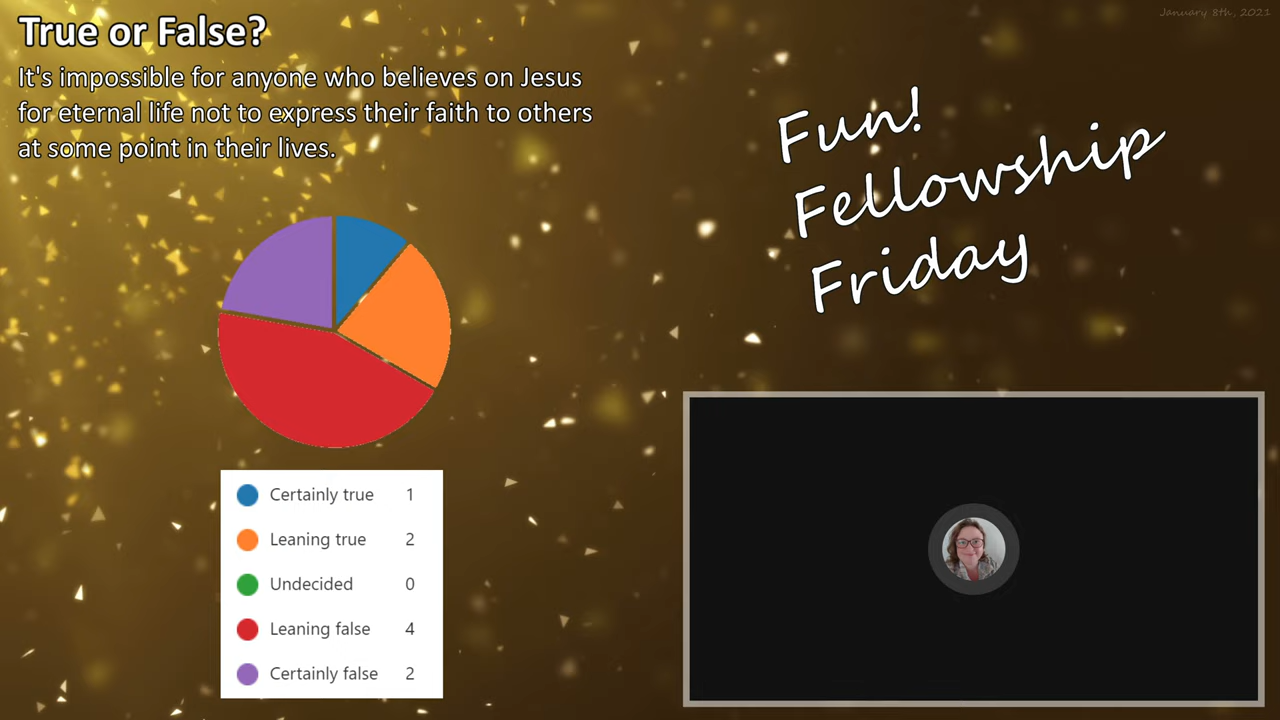 True or False?
It's impossible for anyone who believes on Jesus
for eternal life not to express their faith to others
at some point in their lives.
January 8th, 2021
Fun!
Fellowship
Friday
Certainly true 1
Leaning true 2
Undecided 0
Leaning false 4
Certainly false 2